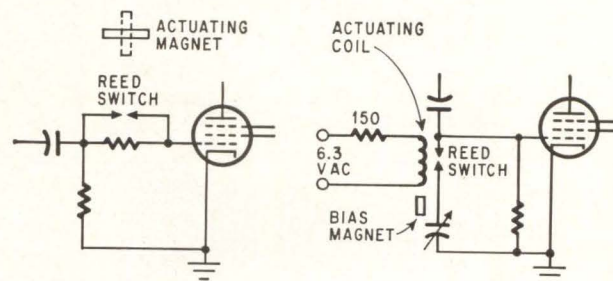 ACTUATING
MAGNET
REED
SWITCH
ACTUATING
COIL
150
6.3
VAC
REED
SWITCH
BIAS
MAGNET